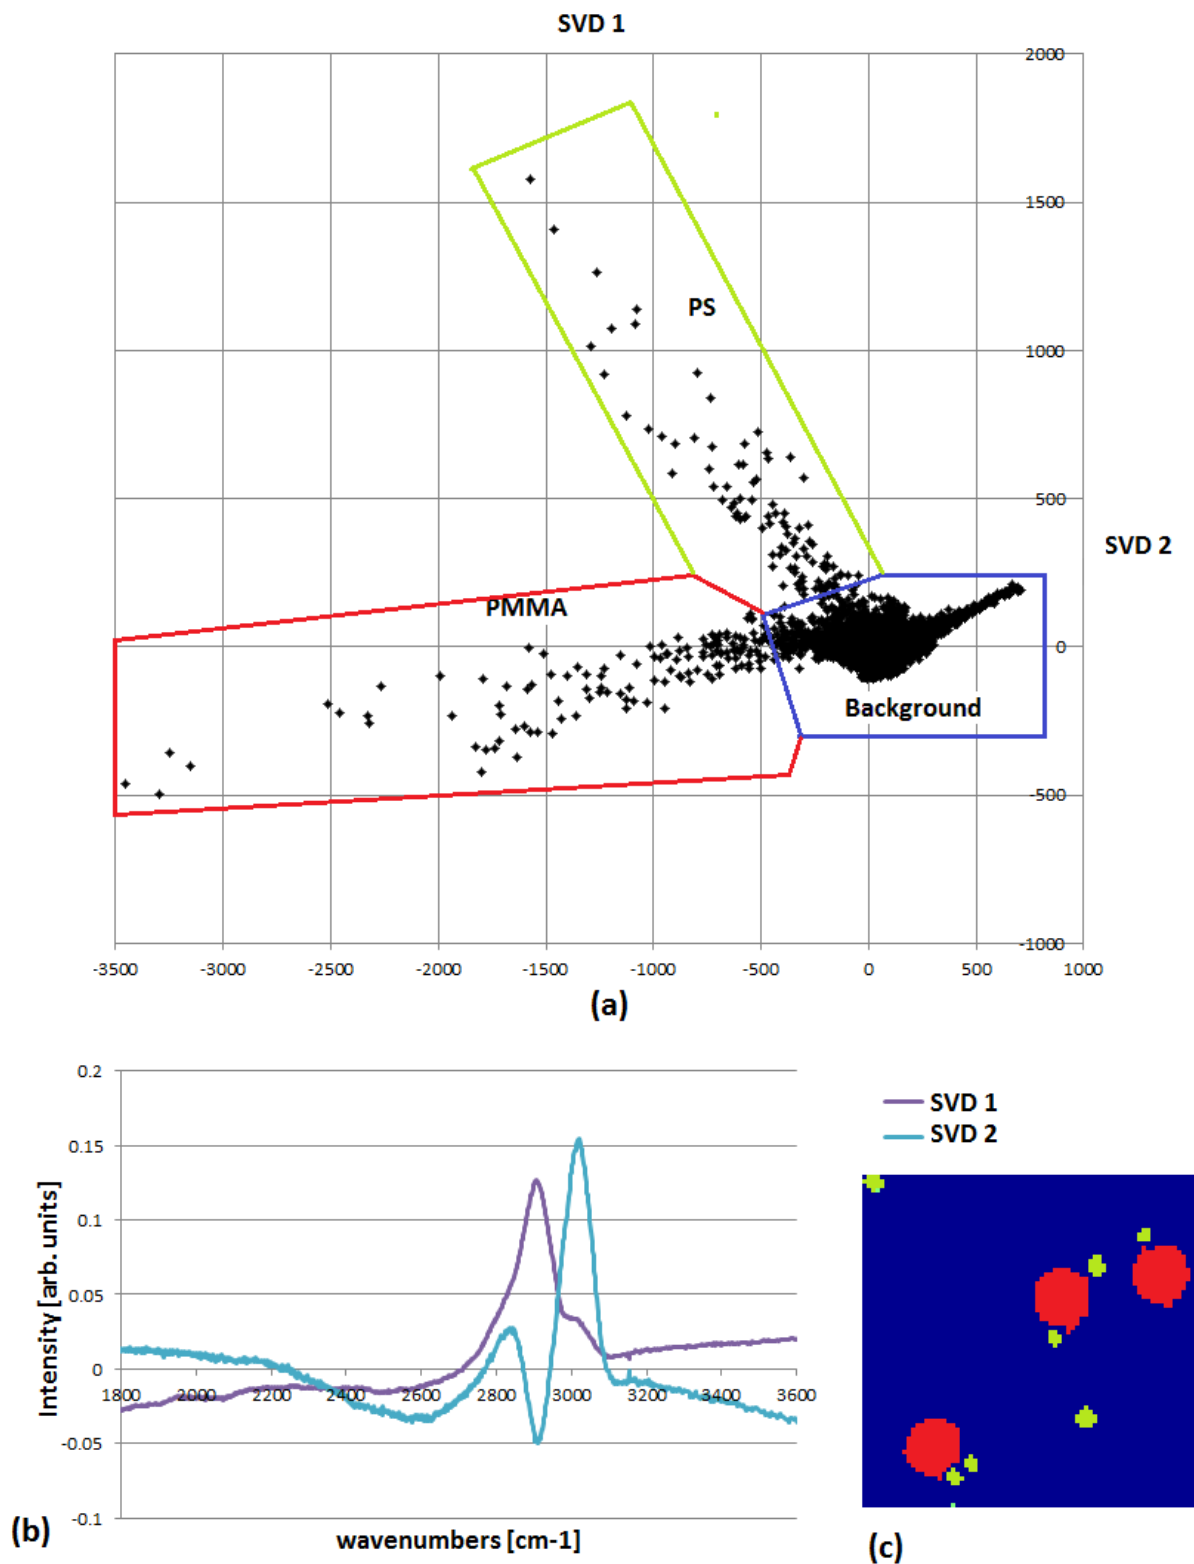 SVD 1
2000
1500
PS
1000
500
SVD 2
PMMA
0
Background
-500
-1000
-3500 -3000 -2500 -2000 -1500 -1000 -500 0 500 1000
(a)
0.2
0.15
0.1
0.05
0
-0.05
-0.1
Intensity [arb. units]
1800 2000 2200 2400 2600 2800 3000 3200 3400 3600
wavenumbers [cm-1]
(b)
SVD 1
SVD 2
(c)